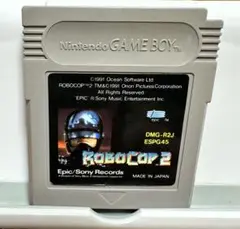 Nintendo GAME BOY
©1991 Ocean Software Ltd
ROBOCOP™2 TM&©1991 Orion Pictures Corporation
All Rights Reserved
EPIC® Sony Music Entertainment Inc.
DMG-R2J
ESPG45
ROBOCOP 2
Epic/Sony Records
MADE IN JAPAN